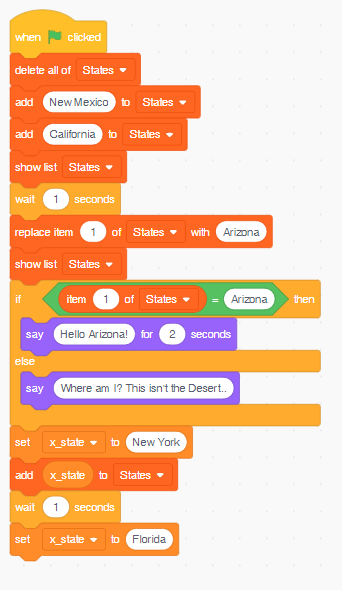 when clicked
delete all of States
add New Mexico to States
add California to States
show list States
wait 1 seconds
replace item 1 of States with Arizona
show list States
if item 1 of States = Arizona then
say Hello Arizona! for 2 seconds
else
say Where am I? This isn't the Desert..
set x_state to New York
add x_state to States
wait 1 seconds
set x_state to Florida